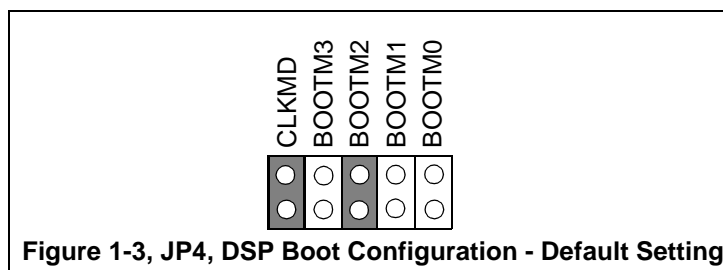 CLKMD
BOOTM3
BOOTM2
BOOTM1
BOOTM0
Figure 1-3, JP4, DSP Boot Configuration - Default Setting